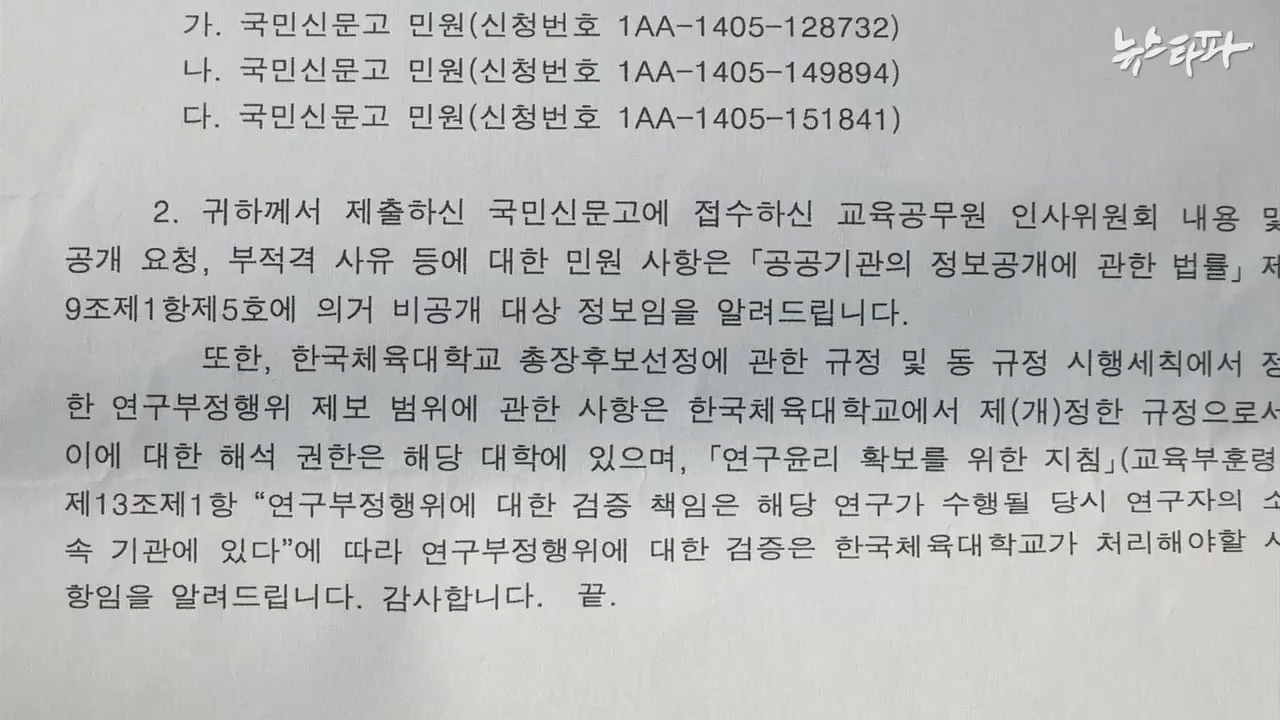 뉴스타파
가. 국민신문고 민원(신청번호 1AA-1405-128732)
나. 국민신문고 민원(신청번호 1AA-1405-149894)
다. 국민신문고 민원(신청번호 1AA-1405-151841)
2. 귀하께서 제출하신 국민신문고에 접수하신 교육공무원 인사위원회 내용 및
공개 요청, 부적격 사유 등에 대한 민원 사항은 「공공기관의 정보공개에 관한 법률」 제
9조제1항제5호에 의거 비공개 대상 정보임을 알려드립니다.
또한, 한국체육대학교 총장후보선정에 관한 규정 및 동 규정 시행세칙에서 정
한 연구부정행위 제보 범위에 관한 사항은 한국체육대학교에서 제(개)정한 규정으로서
이에 대한 해석 권한은 해당 대학에 있으며, 「연구윤리 확보를 위한 지침」(교육부훈령
제13조제1항 “연구부정행위에 대한 검증 책임은 해당 연구가 수행될 당시 연구자의 소
속 기관에 있다”에 따라 연구부정행위에 대한 검증은 한국체육대학교가 처리해야할 사
항임을 알려드립니다. 감사합니다. 끝.